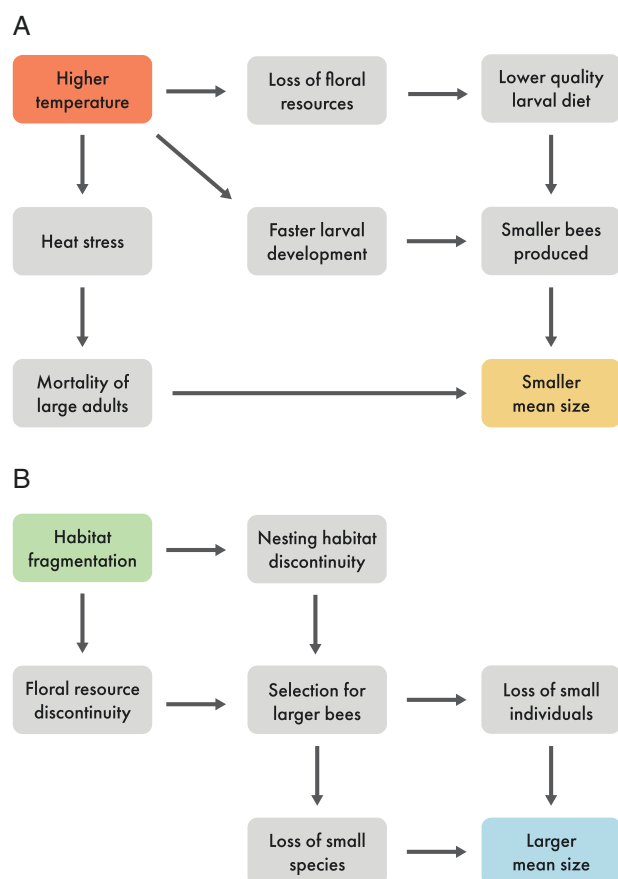 A
Higher
temperature
Loss of floral
resources
Lower quality
larval diet
Heat stress
Faster larval
development
Smaller bees
produced
Mortality of
large adults
Smaller
mean size
B
Habitat
fragmentation
Nesting habitat
discontinuity
Floral resource
discontinuity
Selection for
larger bees
Loss of small
individuals
Loss of small
species
Larger
mean size